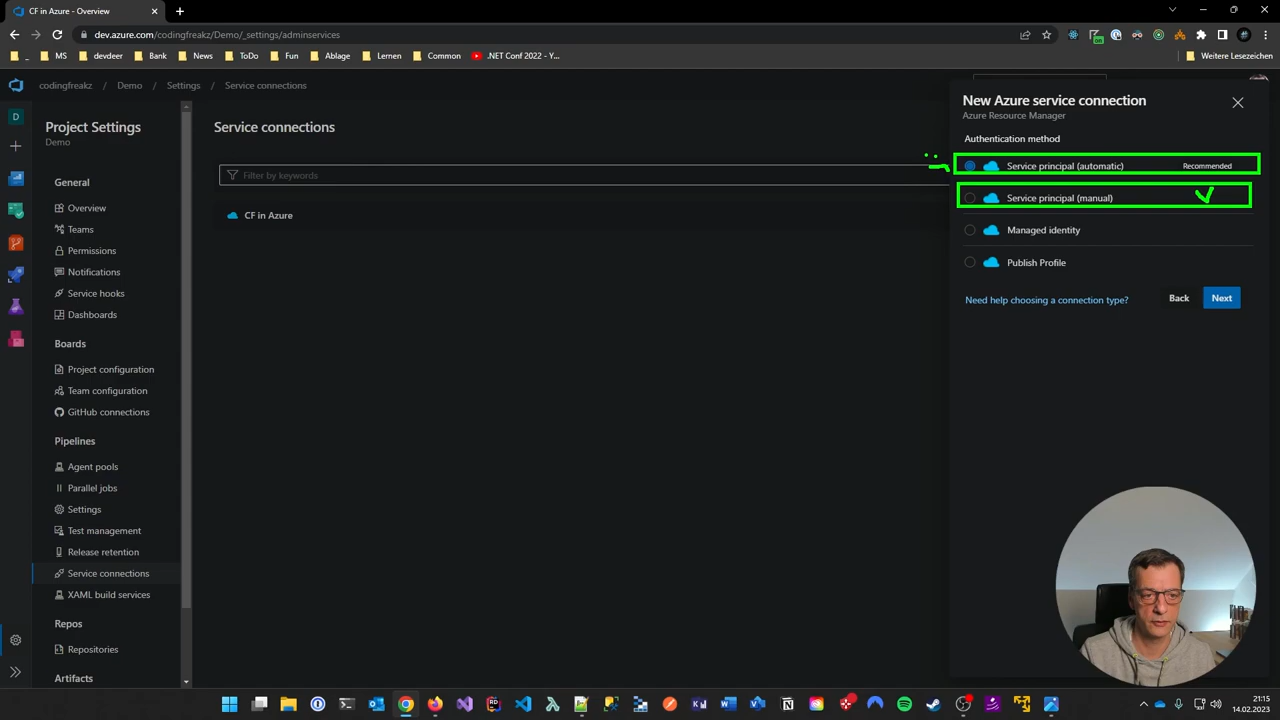 CF in Azure - Overview
dev.azure.com/codingfreakz/Demo/_settings/adminservices
MS
devdeer
Bank
News
ToDo
Fun
Ablage
Lernen
Common
.NET Conf 2022 - Y...
Weitere Lesezeichen
codingfreakz
Demo
Settings
Service connections
D
Project Settings
Demo
General
Overview
Teams
Permissions
Notifications
Service hooks
Dashboards
Boards
Project configuration
Team configuration
GitHub connections
Pipelines
Agent pools
Parallel jobs
Settings
Test management
Release retention
Service connections
XAML build services
Repos
Repositories
Artifacts
Service connections
Filter by keywords
CF in Azure
New Azure service connection
Azure Resource Manager
Authentication method
Service principal (automatic) Recommended
Service principal (manual)
Managed identity
Publish Profile
Need help choosing a connection type?
Back
Next
21:15
14.02.2023